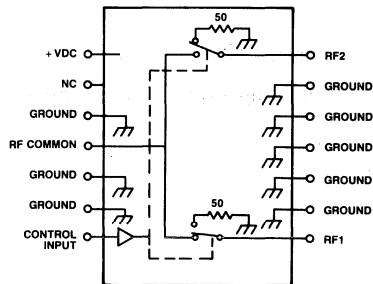 50
+ VDC
RF2
NC
GROUND
GROUND
GROUND
RF COMMON
GROUND
GROUND
GROUND
GROUND
50
GROUND
CONTROL
INPUT
RF1